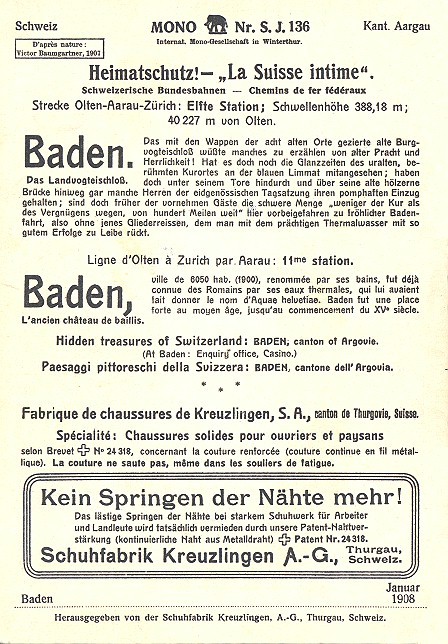 Schweiz
MONO Nr. S. J. 136
Kant. Aargau
D'après nature:
Victor Baumgartner, 1907
Internat. Mono-Gesellschaft in Winterthur.
Heimatschutz!— „La Suisse intime“.
Schweizerische Bundesbahnen — Chemins de fer fédéraux
Strecke Olten-Aarau-Zürich: Elfte Station; Schwellenhöhe 388,18 m;
40 227 m von Olten.
Baden.
Das Landvogteischloß.
Das mit den Wappen der acht alten Orte gezierte alte Burg-
vogteischloß wüßte manches zu erzählen von alter Pracht und
Herrlichkeit! Hat es doch noch die Glanzzeiten des uralten, be-
rühmten Kurortes an der blauen Limmat mitangesehen; haben
doch unter seinem Tore hindurch und über seine alte hölzerne
Brücke hinweg gar manche Herren der eidgenössischen Tagsatzung ihren pomphaften Einzug
gehalten; sind doch früher der vornehmen Gäste die schwere Menge „weniger der Kur als
des Vergnügens wegen, von hundert Meilen weit“ hier vorbeigefahren zu fröhlicher Baden-
fahrt, also ohne jenes Gliederreissen, dem man mit dem prächtigen Thermalwasser mit so
gutem Erfolge zu Leibe rückt.
Ligne d'Olten à Zurich par Aarau: 11me station.
Baden,
L'ancien château de baillis.
ville de 6050 hab. (1900), renommée par ses bains, fut déjà
connue des Romains par ses eaux thermales, qui lui avaient
fait donner le nom d'Aquae helvetiae. Baden fut une place
forte au moyen âge, jusqu'au commencement du XVe siècle.
Hidden treasures of Switzerland: BADEN; canton of Argovie.
(At Baden: Enquiry office, Casino.)
Paesaggi pittoreschi della Suizzera: BADEN, cantone dell'Argovia.
* * *
Fabrique de chaussures de Kreuzlingen, S. A., canton de Thurgovie, Suisse.
Spécialité: Chaussures solides pour ouvriers et paysans
selon Brevet No 24 318, concernant la couture renforcée (couture continue en fil métal-
lique). La couture ne saute pas, même dans les souliers de fatigue.
Kein Springen der Nähte mehr!
Das lästige Springen der Nähte bei starkem Schuhwerk für Arbeiter
und Landleute wird tatsächlich vermieden durch unsere Patent-Nahtver-
stärkung (kontinuierliche Naht aus Metalldraht) Patent Nr. 24 318.
Schuhfabrik Kreuzlingen A.-G., Thurgau, Schweiz.
Baden
Januar
1908
Herausgegeben von der Schuhfabrik Kreuzlingen, A.-G., Thurgau, Schweiz.